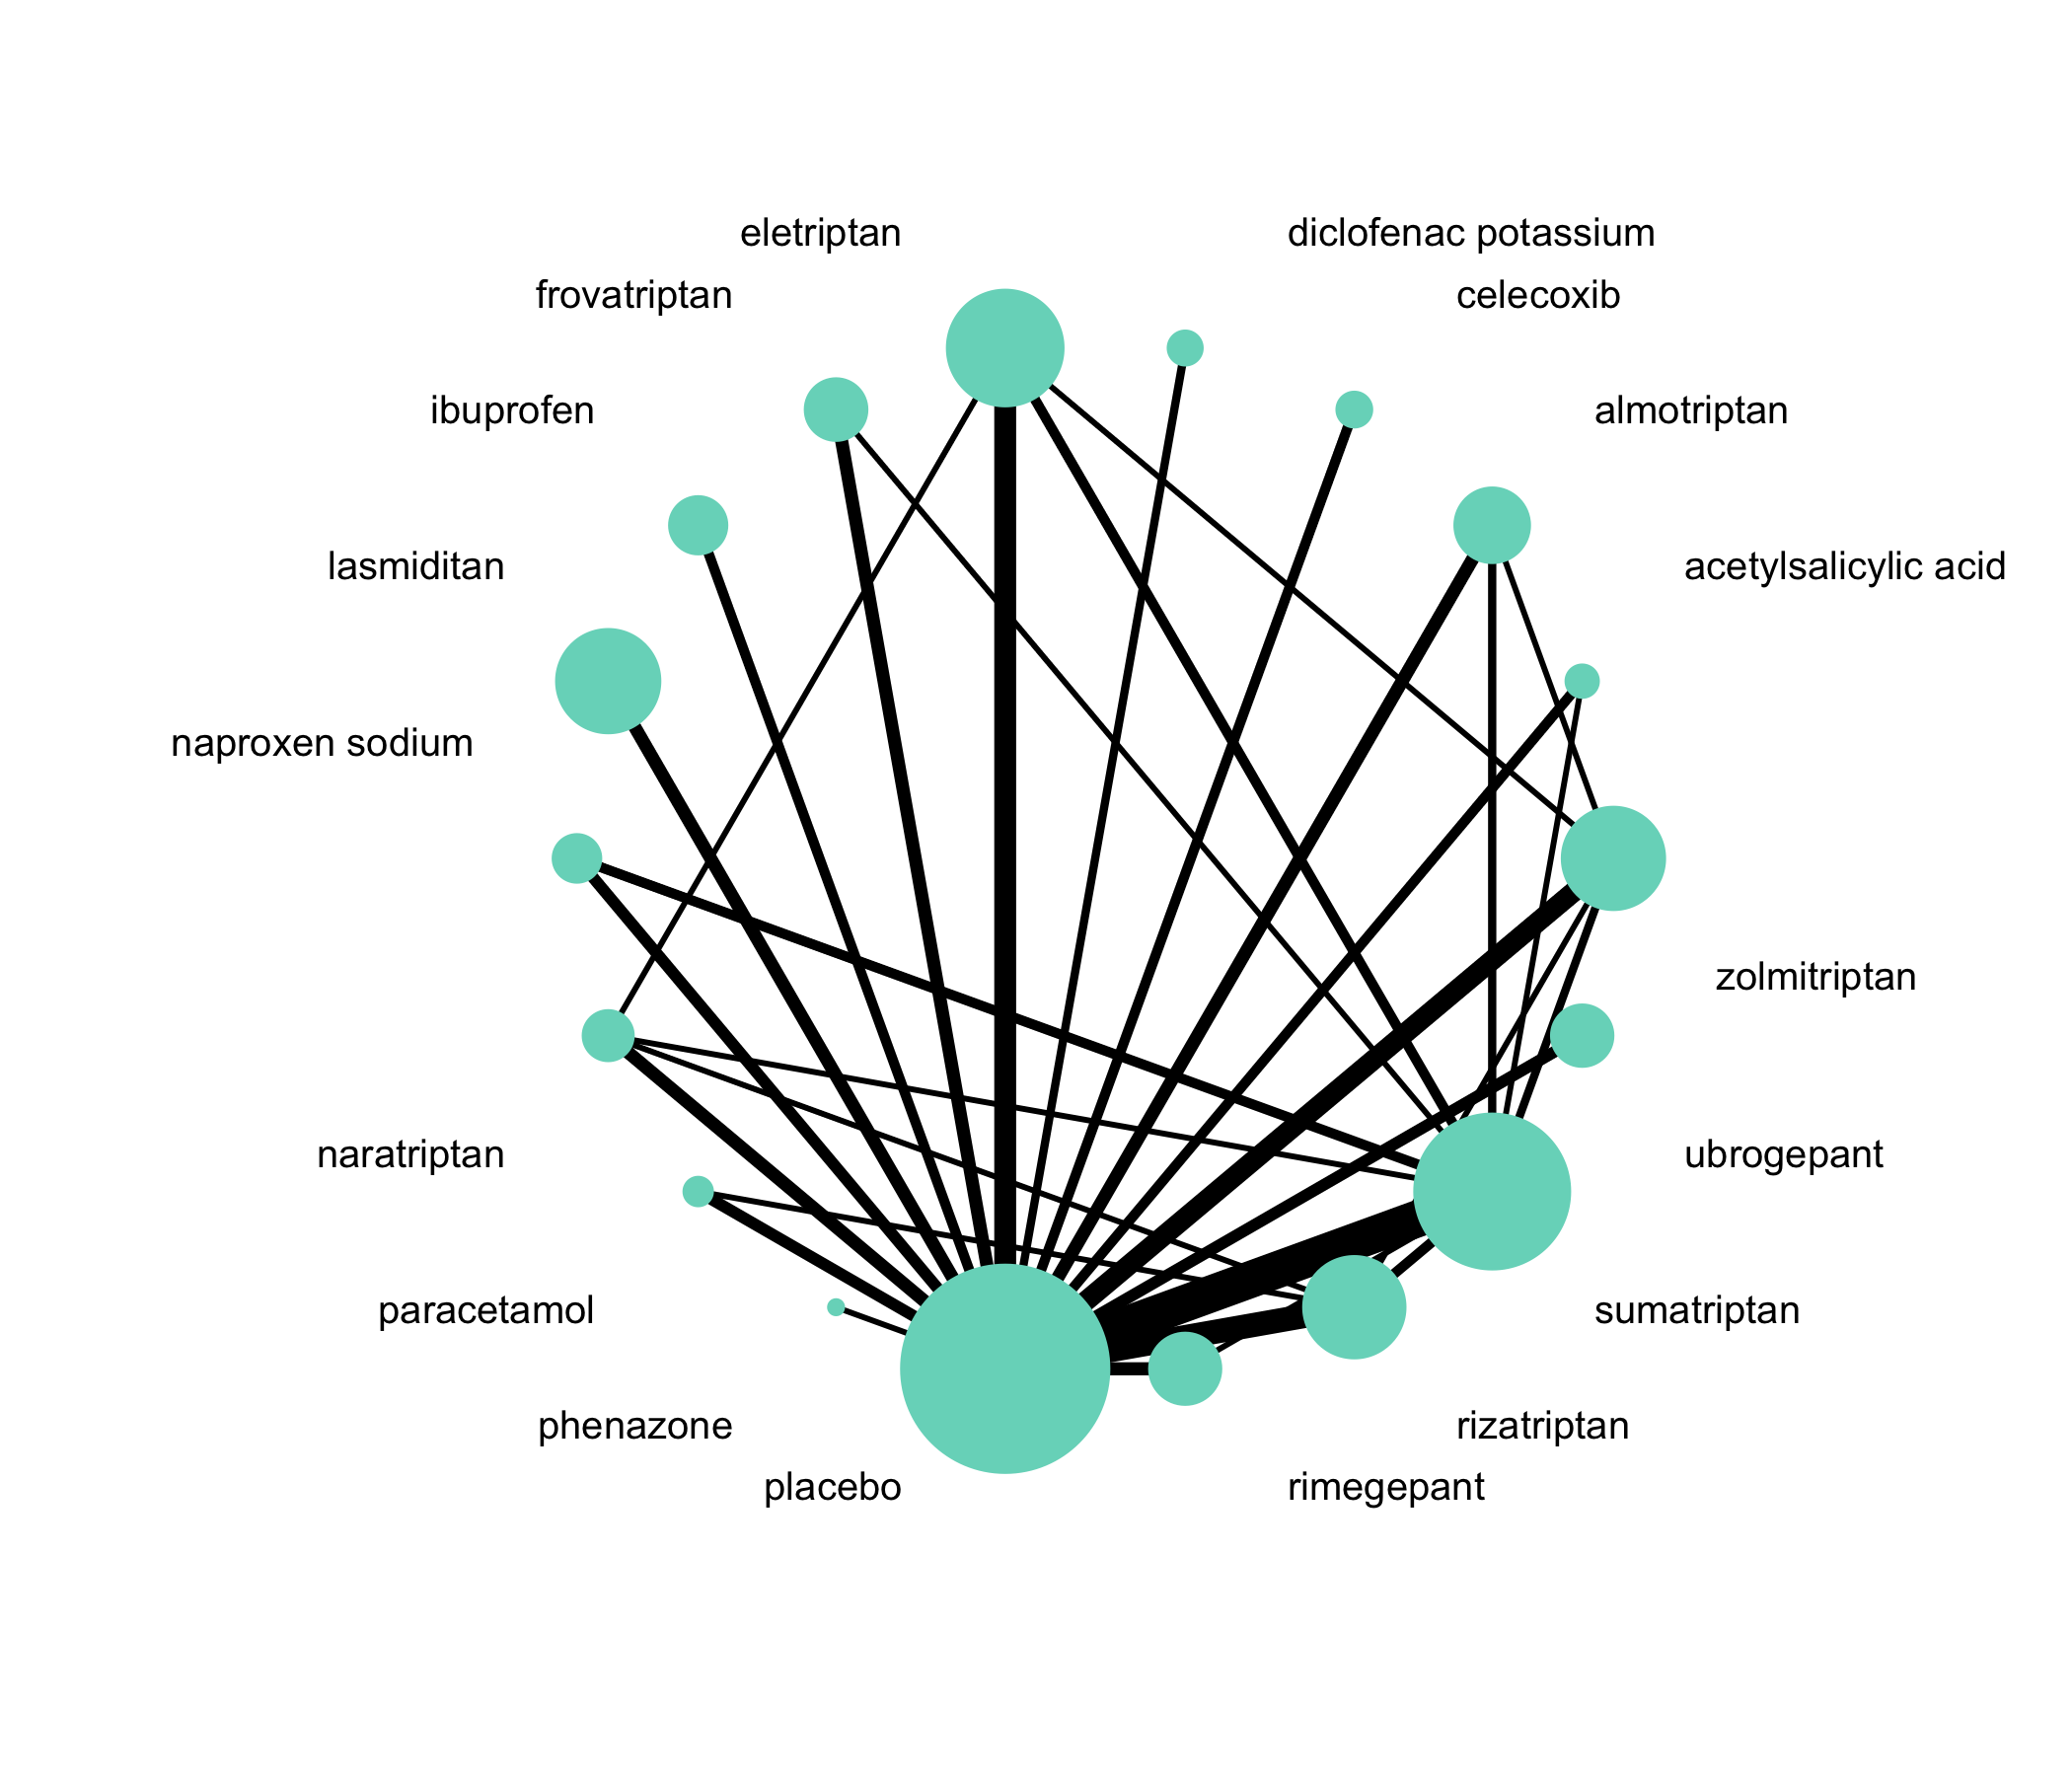 eletriptan
diclofenac potassium
frovatriptan
celecoxib
ibuprofen
almotriptan
lasmiditan
acetylsalicylic acid
naproxen sodium
zolmitriptan
naratriptan
ubrogepant
paracetamol
sumatriptan
phenazone
rizatriptan
placebo
rimegepant